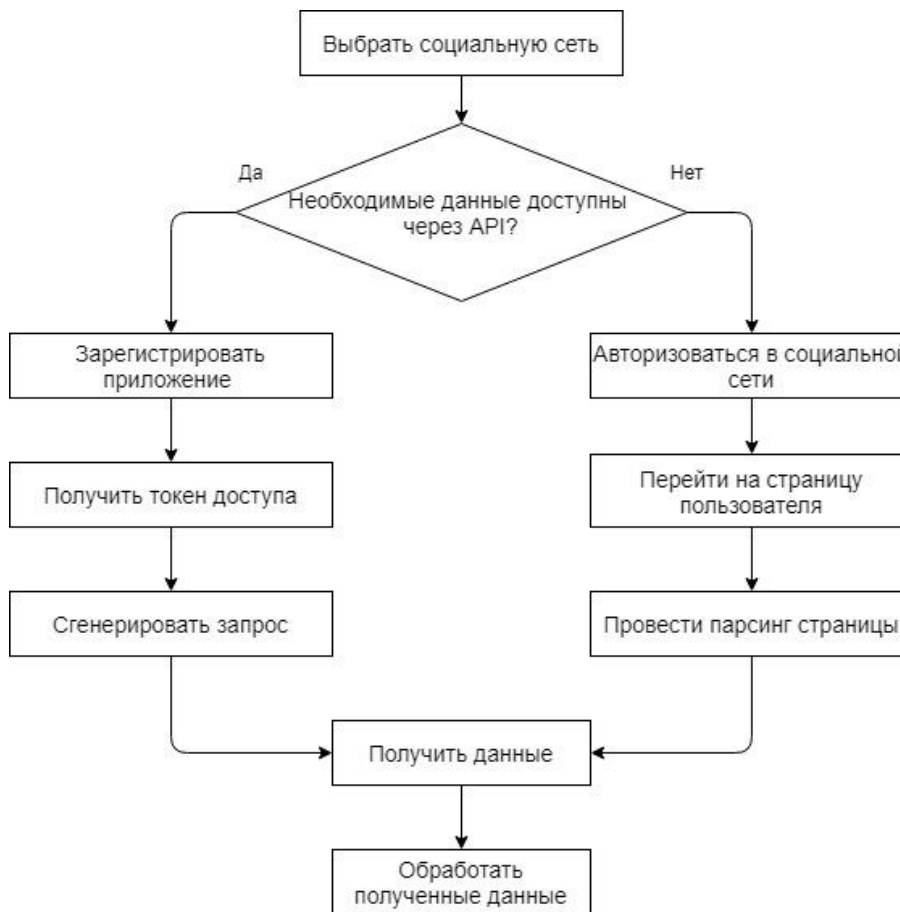 Выбрать социальную сеть
Да
Нет
Необходимые данные доступны
через API?
Зарегистрировать
приложение
Авторизоваться в социальной
сети
Получить токен доступа
Перейти на страницу
пользователя
Сгенерировать запрос
Провести парсинг страницы
Получить данные
Обработать
полученные данные